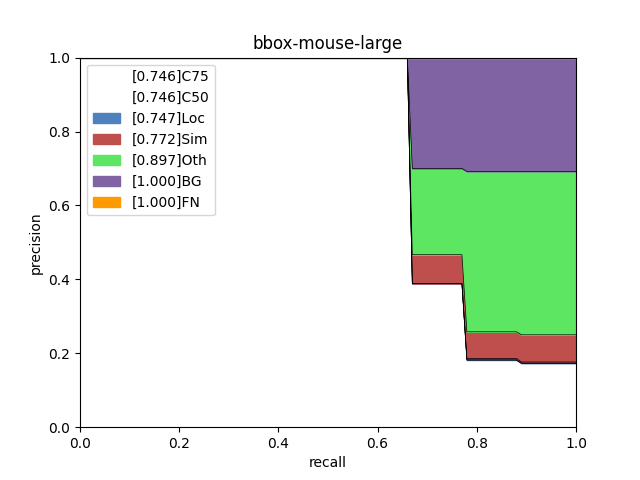 bbox-mouse-large
[0.746]C75
[0.746]C50
[0.747]Loc
[0.772]Sim
[0.897]Oth
[1.000]BG
[1.000]FN
precision
1.0
0.8
0.6
0.4
0.2
0.0
0.0 0.2 0.4 0.6 0.8 1.0
recall